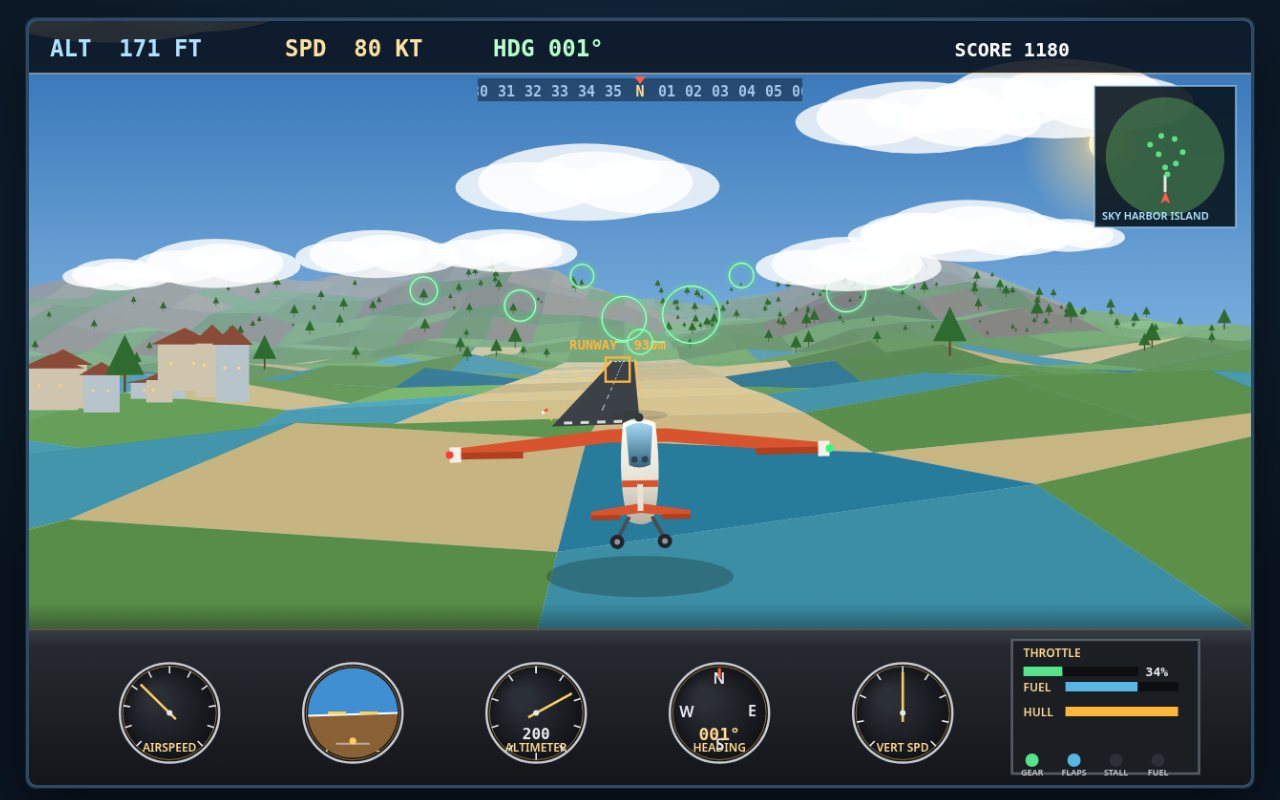 ALT 171 FT SPD 80 KT HDG 001° SCORE 1180
30 31 32 33 34 35 N 01 02 03 04 05
SKY HARBOR ISLAND
RUNWAY 930m
THROTTLE
34%
FUEL
HULL
N
W E
S
200
001°
AIRSPEED ALTIMETER HEADING VERT SPD
GEAR FLAPS STALL FUEL